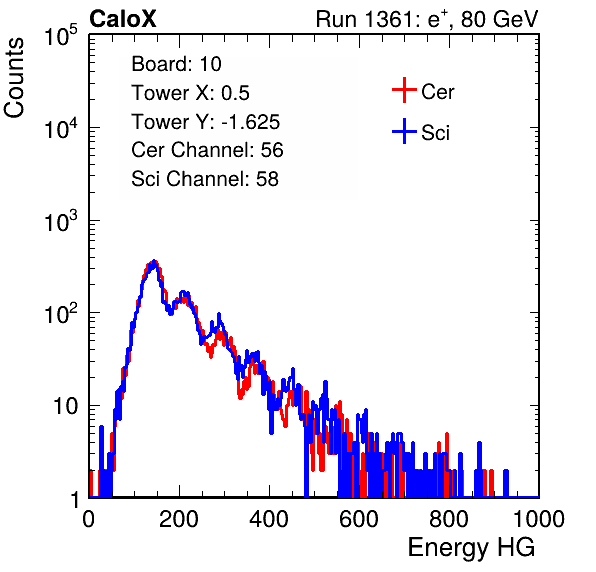 CaloX Run 1361: e⁺, 80 GeV
Counts
Board: 10
Tower X: 0.5
Tower Y: -1.625
Cer Channel: 56
Sci Channel: 58
Cer
Sci
10⁵
10⁴
10³
10²
10
1
0 200 400 600 800 1000
Energy HG